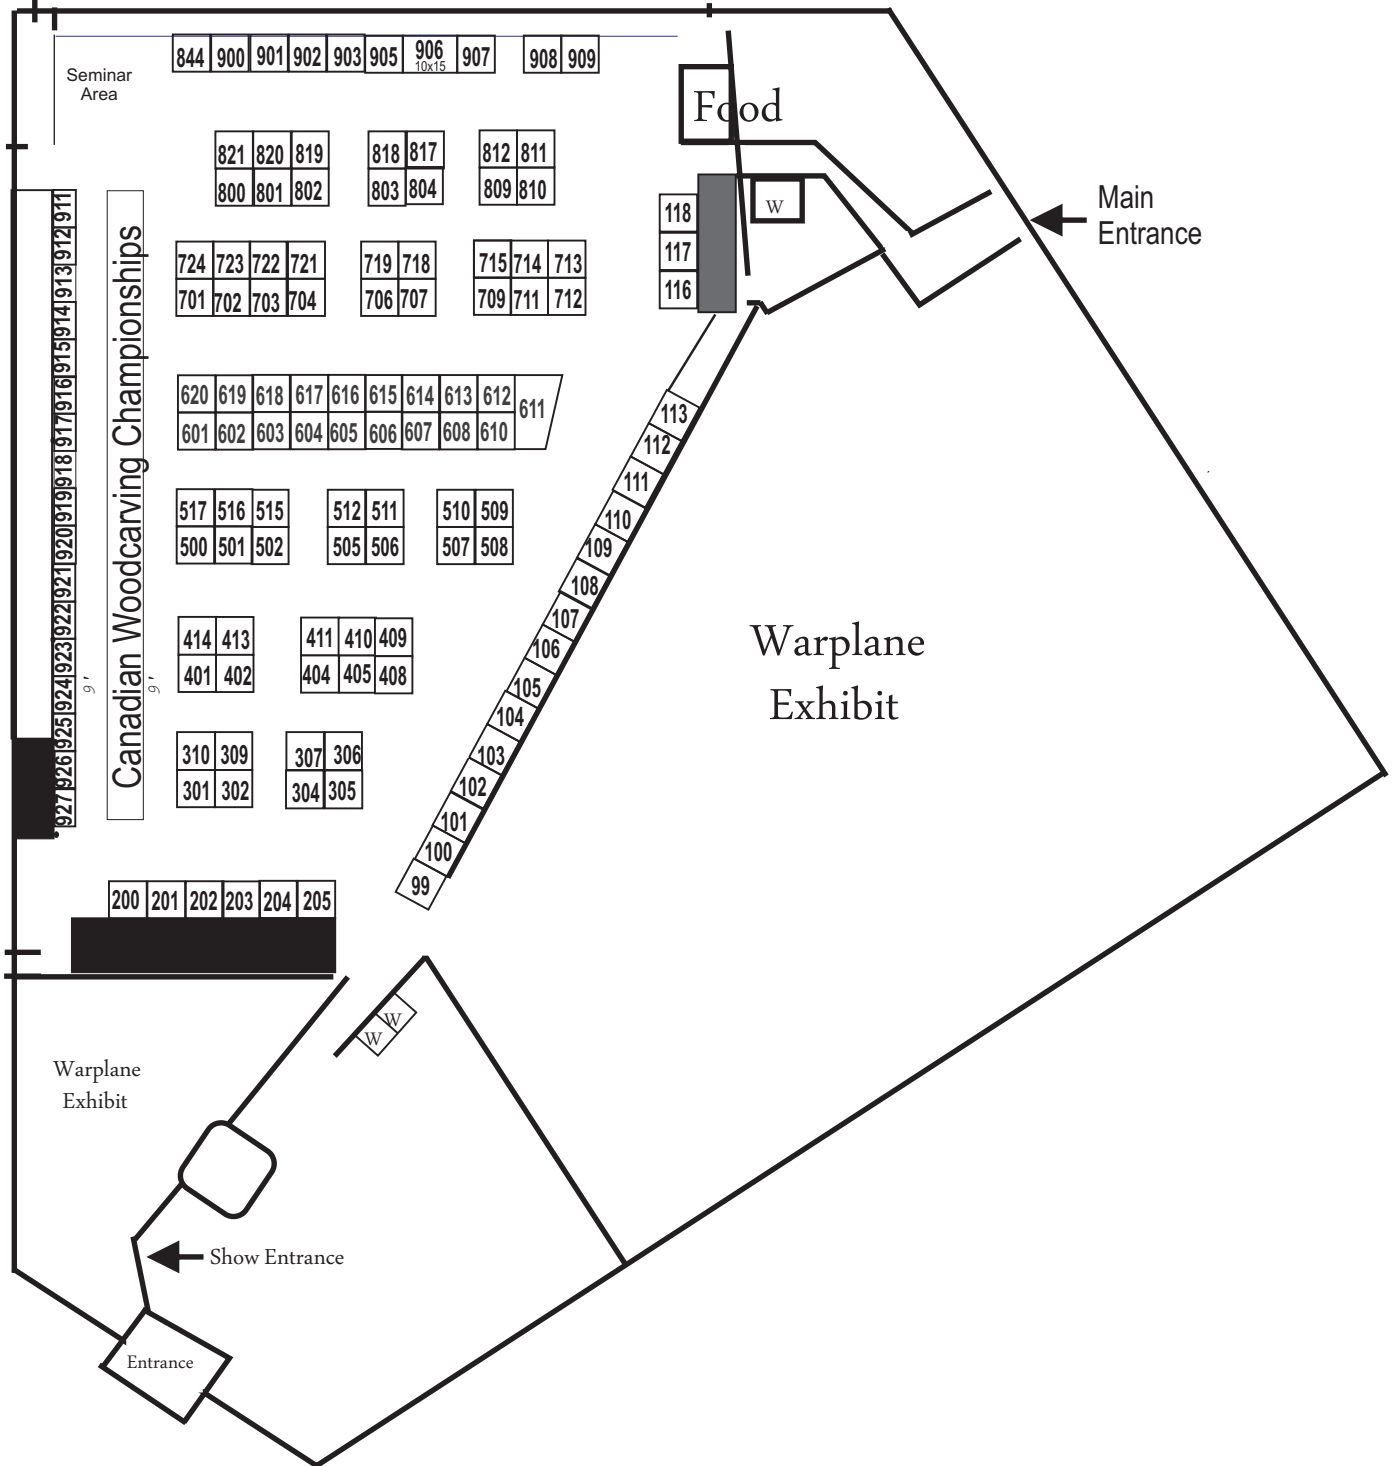 844 900 901 902 903 905 906 907 908 909
10x15
Seminar
Area
Food
821 820 819 818 817 812 811
800 801 802 803 804 809 810
W
Main
Entrance
118
117
116
724 723 722 721 719 718 715 714 713
701 702 703 704 706 707 709 711 712
620 619 618 617 616 615 614 613 612 611
601 602 603 604 605 606 607 608 610
517 516 515 512 511 510 509
500 501 502 505 506 507 508
414 413 411 410 409
401 402 404 405 408
310 309 307 306
301 302 304 305
911
912
913
914
915
916
917
918
919
920
921
922
923
924
925
926
927
9'
Canadian Woodcarving Championships
9'
113
112
111
110
109
108
107
106
105
104
103
102
101
100
99
Warplane
Exhibit
200 201 202 203 204 205
W
W
Warplane
Exhibit
Show Entrance
Entrance